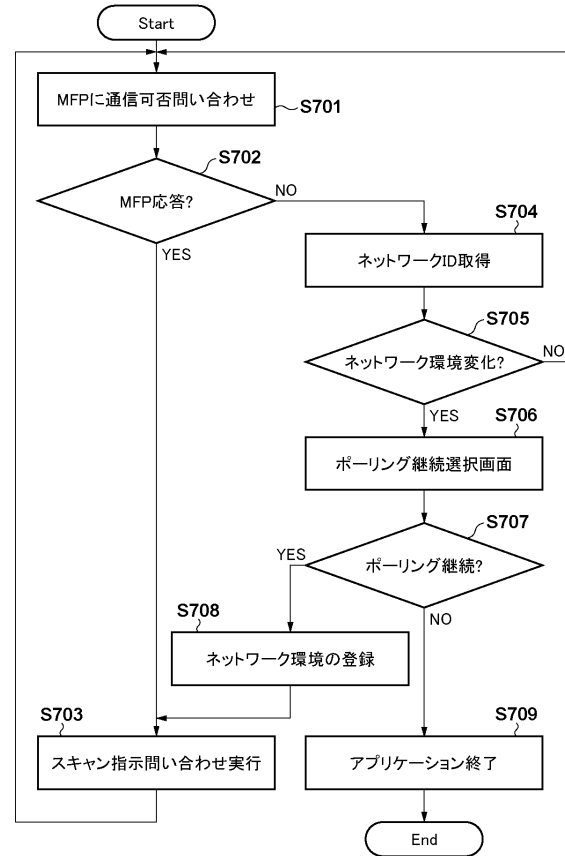 Start
MFPに通信可否問い合わせ
S701
S702
MFP応答?
NO
YES
S704
ネットワークID取得
S705
ネットワーク環境変化?
NO
YES
S706
ポーリング継続選択画面
S707
ポーリング継続?
YES
NO
S708
ネットワーク環境の登録
S703
スキャン指示問い合わせ実行
S709
アプリケーション終了
End